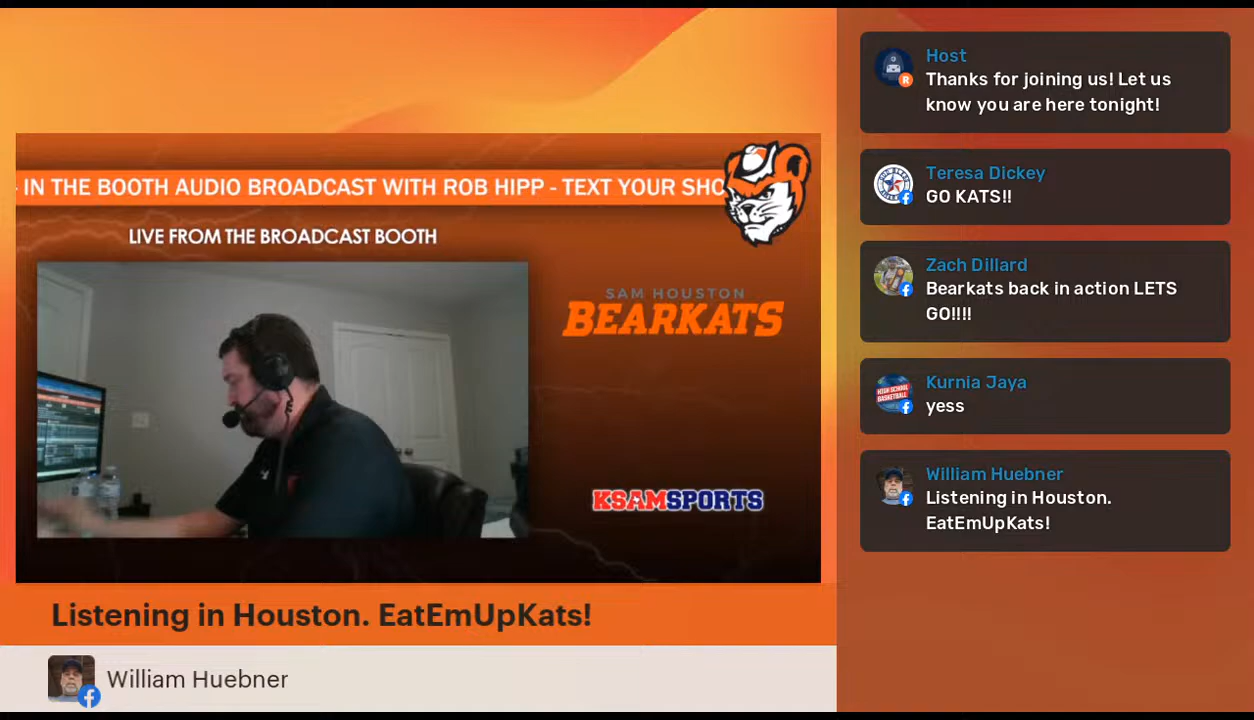 - IN THE BOOTH AUDIO BROADCAST WITH ROB HIPP - TEXT YOUR SHO
LIVE FROM THE BROADCAST BOOTH
SAM HOUSTON
BEARKATS
KSAMSPORTS
Listening in Houston. EatEmUpKats!
William Huebner
Host
Thanks for joining us! Let us
know you are here tonight!
Teresa Dickey
GO KATS!!
Zach Dillard
Bearkats back in action LETS
GO!!!!
Kurnia Jaya
HIGH SCHOOL
BASKETBALL
yess
William Huebner
Listening in Houston.
EatEmUpKats!